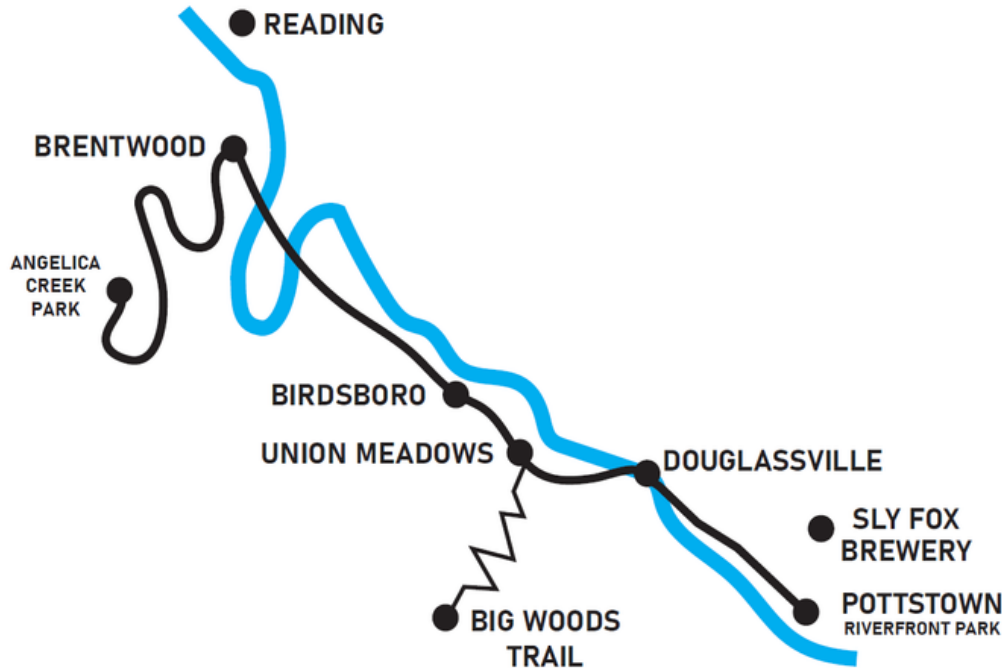 READING
BRENTWOOD
ANGELICA
CREEK
PARK
BIRDSBORO
UNION MEADOWS
DOUGLASSVILLE
SLY FOX
BREWERY
POTTSTOWN
RIVERFRONT PARK
BIG WOODS
TRAIL